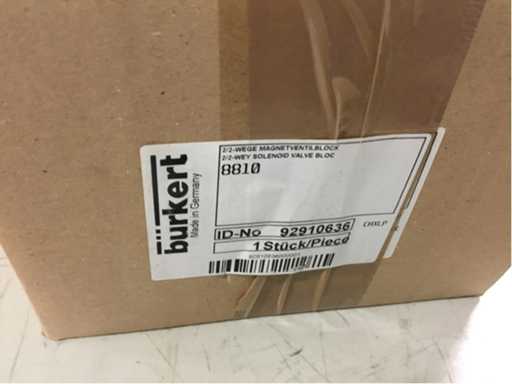 2/2-WEGE MAGNETVENTILBLOCK
2/2-WEY SOLENOID VALVE BLOC
8810
bürkert
Made in Germany
ID-No 92910636
CHXLP
1 Stück/Piece